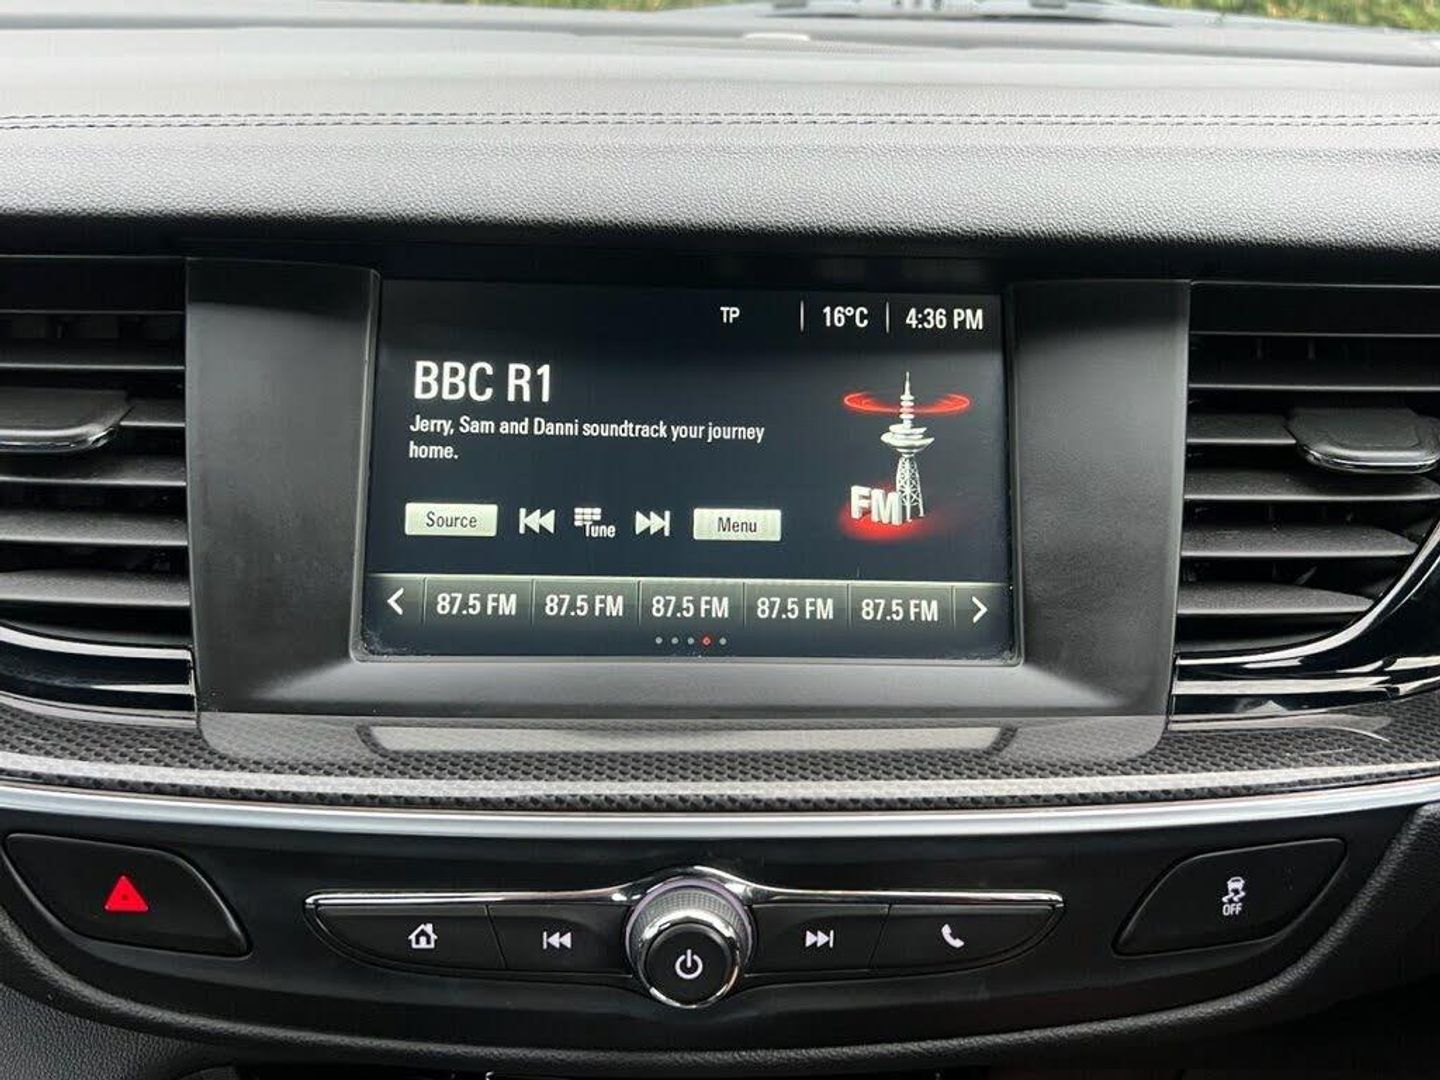 TP | 16°C | 4:36 PM
BBC R1
Jerry, Sam and Danni soundtrack your journey
home.
FM
Source Tune Menu
87.5 FM 87.5 FM 87.5 FM 87.5 FM 87.5 FM
OFF